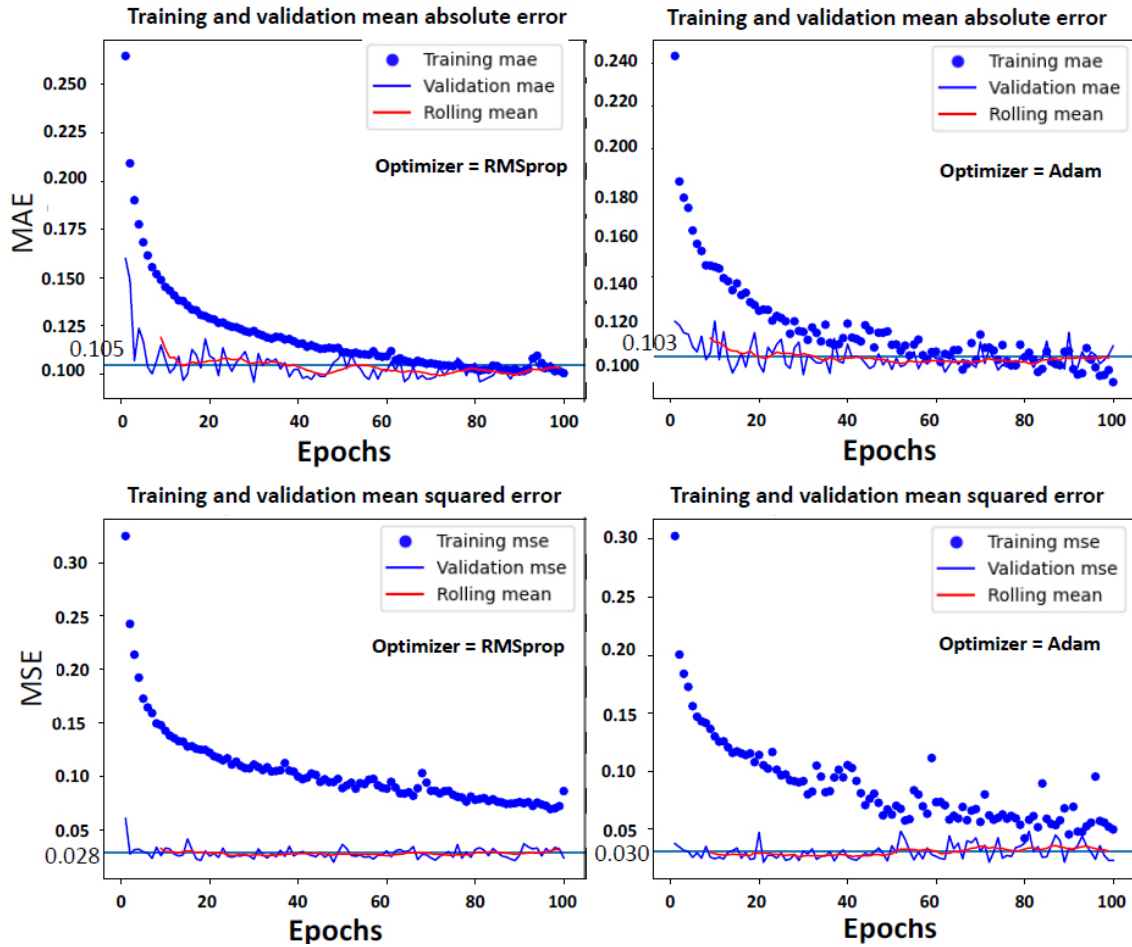 Training and validation mean absolute error
MAE
0.250
0.225
0.200
0.175
0.150
0.125
0.105
0.100
Training mae
Validation mae
Rolling mean
Optimizer = RMSprop
0 20 40 60 80 100
Epochs
Training and validation mean absolute error
0.240
0.220
0.200
0.180
0.160
0.140
0.120
0.103
0.100
Training mae
Validation mae
Rolling mean
Optimizer = Adam
0 20 40 60 80 100
Epochs
Training and validation mean squared error
MSE
0.30
0.25
0.20
0.15
0.10
0.05
0.028
Training mse
Validation mse
Rolling mean
Optimizer = RMSprop
0 20 40 60 80 100
Epochs
Training and validation mean squared error
0.30
0.25
0.20
0.15
0.10
0.05
0.030
Training mse
Validation mse
Rolling mean
Optimizer = Adam
0 20 40 60 80 100
Epochs